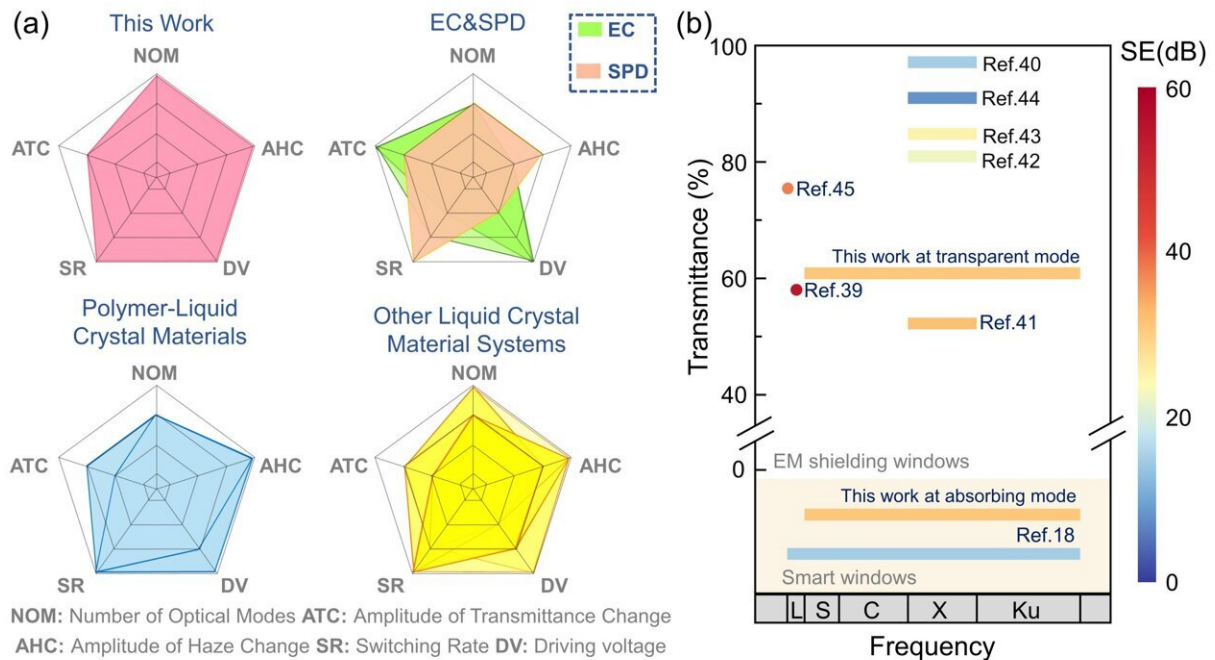 (a)
This Work
NOM
ATC
AHC
SR
DV
EC&SPD
EC
SPD
NOM
ATC
AHC
SR
DV
Polymer-Liquid
Crystal Materials
NOM
ATC
AHC
SR
DV
Other Liquid Crystal
Material Systems
NOM
ATC
AHC
SR
DV
NOM: Number of Optical Modes ATC: Amplitude of Transmittance Change
AHC: Amplitude of Haze Change SR: Switching Rate DV: Driving voltage
(b)
SE(dB)
100
80
60
40
0
Transmittance (%)
Ref.40
Ref.44
Ref.43
Ref.42
Ref.45
This work at transparent mode
Ref.39
Ref.41
EM shielding windows
This work at absorbing mode
Ref.18
Smart windows
L S C X Ku
Frequency
60
40
20
0